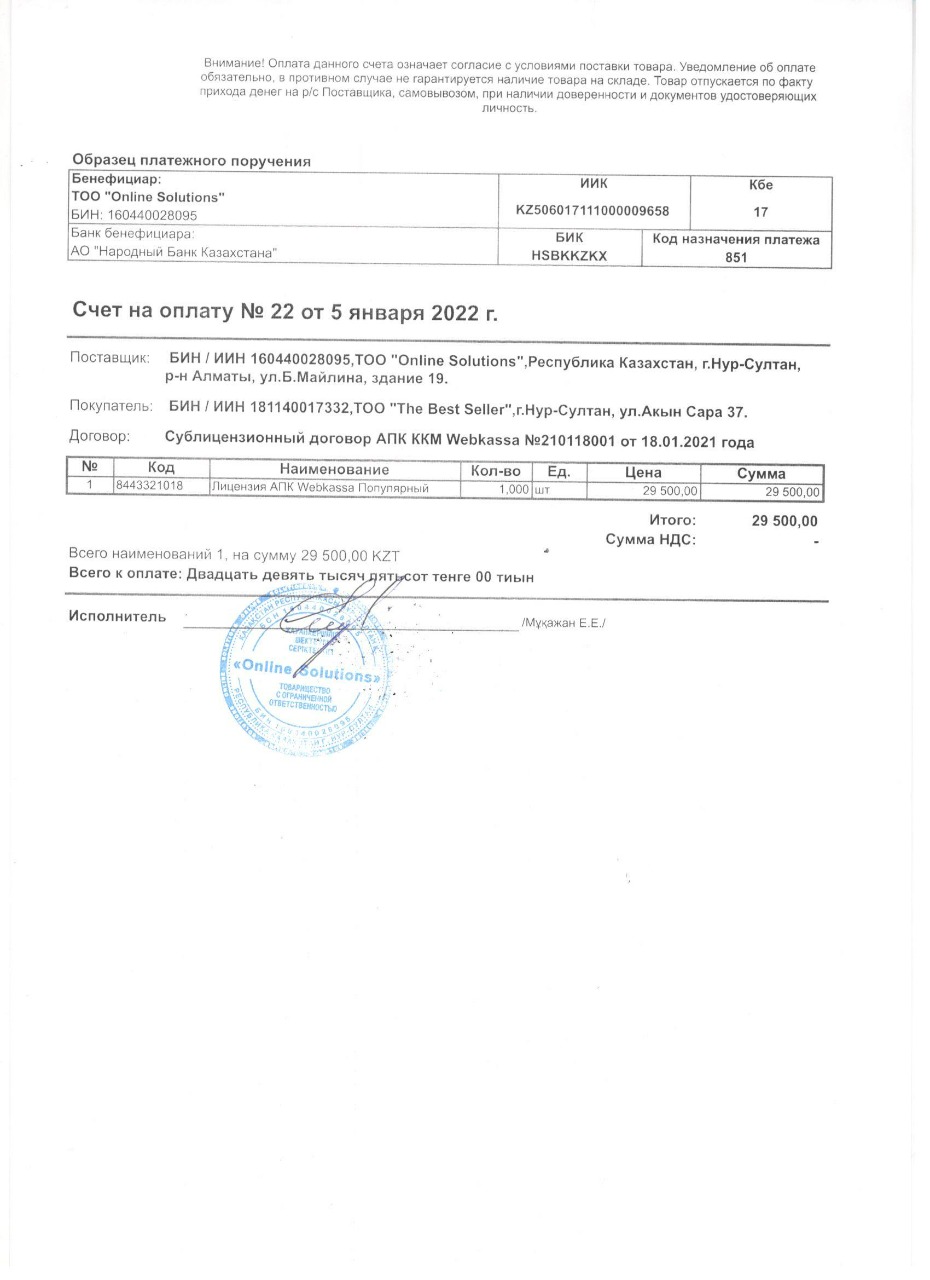 Внимание! Оплата данного счета означает согласие с условиями поставки товара. Уведомление об оплате
обязательно, в противном случае не гарантируется наличие товара на складе. Товар отпускается по факту
прихода денег на р/с Поставщика, самовывозом, при наличии доверенности и документов удостоверяющих
личность.
Образец платежного поручения
Бенефициар: ИИК Кбе
ТОО "Online Solutions"
БИН: 160440028095 KZ506017111000009658 17
Банк бенефициара: БИК Код назначения платежа
АО "Народный Банк Казахстана" HSBKKZKX 851
Счет на оплату № 22 от 5 января 2022 г.
Поставщик: БИН / ИИН 160440028095,ТОО "Online Solutions",Республика Казахстан, г.Нур-Султан,
р-н Алматы, ул.Б.Майлина, здание 19.
Покупатель: БИН / ИИН 181140017332,ТОО "The Best Seller",г.Нур-Султан, ул.Акын Сара 37.
Договор: Сублицензионный договор АПК ККМ Webkassa №210118001 от 18.01.2021 года
№ Код Наименование Кол-во Ед. Цена Сумма
1 8443321018 Лицензия АПК Webkassa Популярный 1,000 шт 29 500,00 29 500,00
Итого: 29 500,00
Сумма НДС: -
Всего наименований 1, на сумму 29 500,00 KZT
Всего к оплате: Двадцать девять тысяч пятьсот тенге 00 тиын
Исполнитель /Мұқажан Е.Е./
«Online Solutions»
ТОВАРИЩЕСТВО
С ОГРАНИЧЕННОЙ
ОТВЕТСТВЕННОСТЬЮ